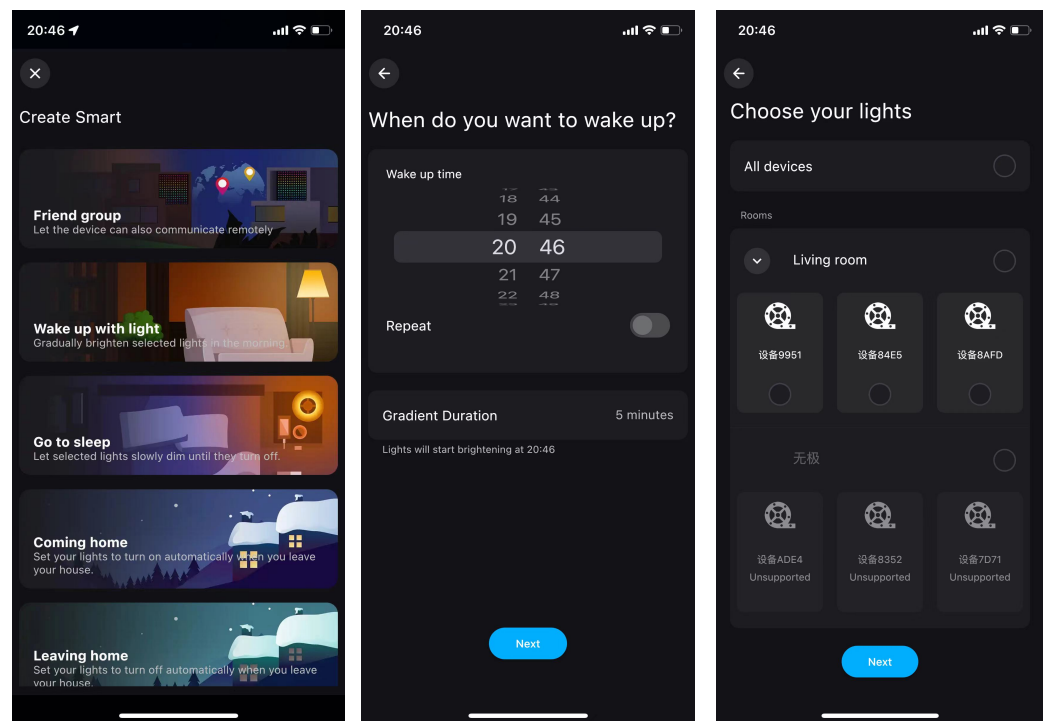 20:46
Create Smart
Friend group
Let the device can also communicate remotely
Wake up with light
Gradually brighten selected lights in the morning
Go to sleep
Let selected lights slowly dim until they turn off.
Coming home
Set your lights to turn on automatically when you leave
your house.
Leaving home
Set your lights to turn off automatically when you leave
your house.
20:46
When do you want to wake up?
Wake up time
18 44
19 45
20 46
21 47
22 48
Repeat
Gradient Duration 5 minutes
Lights will start brightening at 20:46
Next
20:46
Choose your lights
All devices
Rooms
Living room
设备9951 设备84E5 设备8AFD
无极
设备ADE4 设备8352 设备7D71
Unsupported Unsupported Unsupported
Next